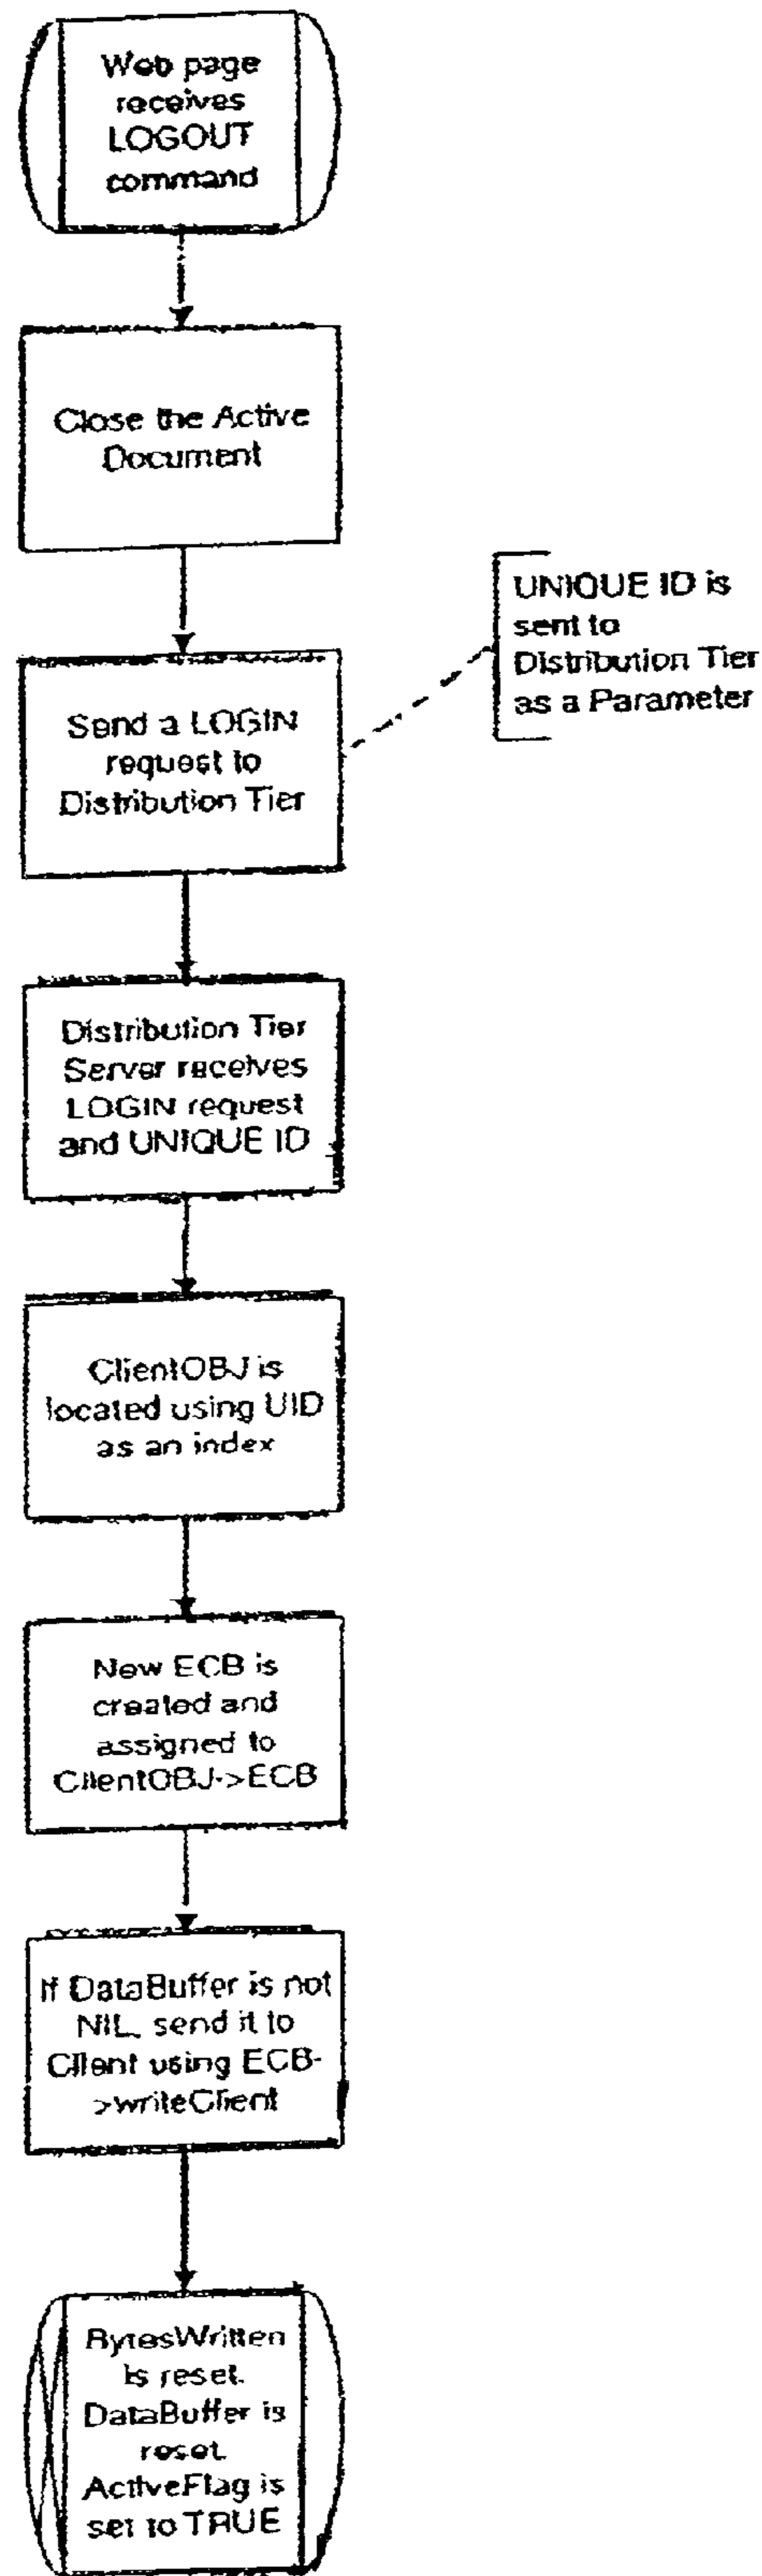 Web page
receives
LOGOUT
command
Close the Active
Document
UNIQUE ID is
sent to
Distribution Tier
as a Parameter
Send a LOGIN
request to
Distribution Tier
Distribution Tier
Server receives
LOGIN request
and UNIQUE ID
ClientOBJ is
located using UID
as an index
New ECB is
created and
assigned to
ClientOBJ->ECB
If DataBuffer is not
NIL, send it to
Client using ECB-
>writeClient
BytesWritten
is reset.
DataBuffer is
reset.
ActiveFlag is
set to TRUE